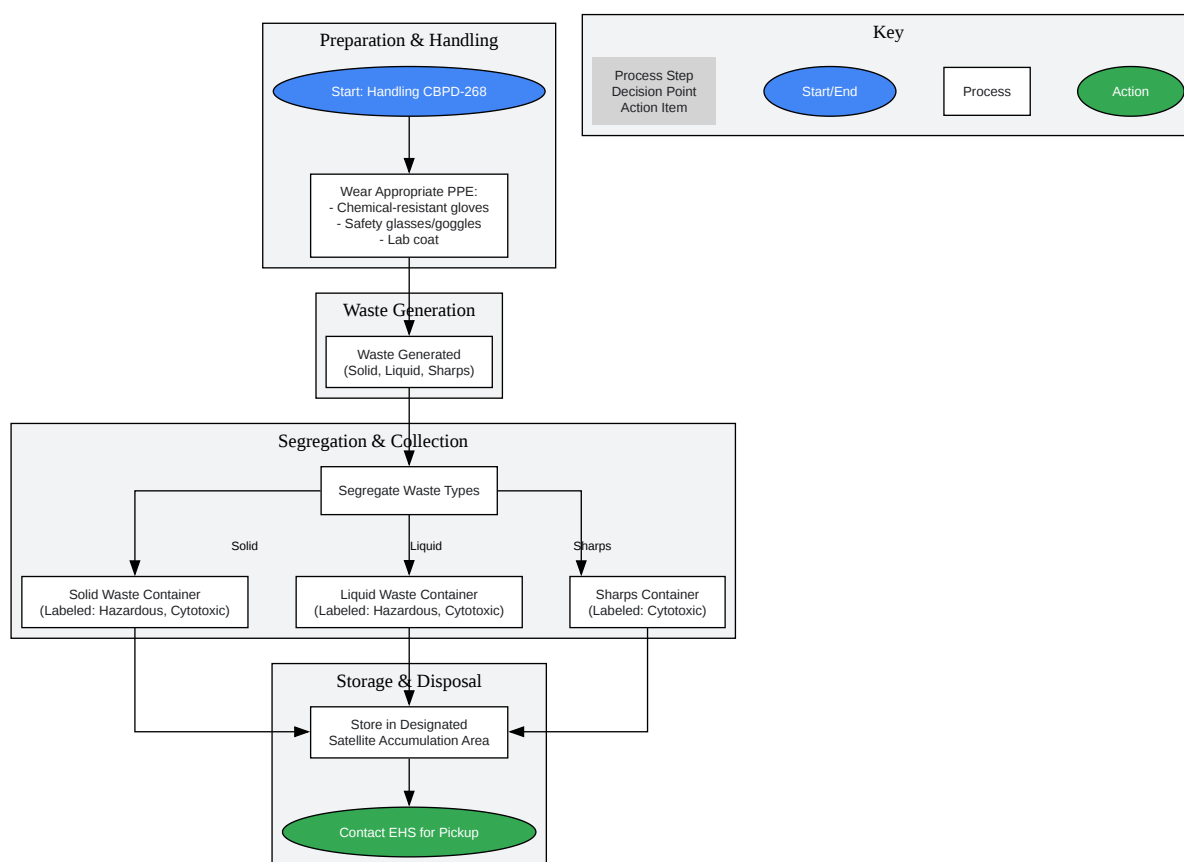 Preparation & Handling
Start: Handling CBPD-268
Wear Appropriate PPE:
- Chemical-resistant gloves
- Safety glasses/goggles
- Lab coat
Key
Process Step
Decision Point
Action Item
Start/End
Process
Action
Waste Generation
Waste Generated
(Solid, Liquid, Sharps)
Segregation & Collection
Segregate Waste Types
Solid
Liquid
Sharps
Solid Waste Container
(Labeled: Hazardous, Cytotoxic)
Liquid Waste Container
(Labeled: Hazardous, Cytotoxic)
Sharps Container
(Labeled: Cytotoxic)
Storage & Disposal
Store in Designated
Satellite Accumulation Area
Contact EHS for Pickup